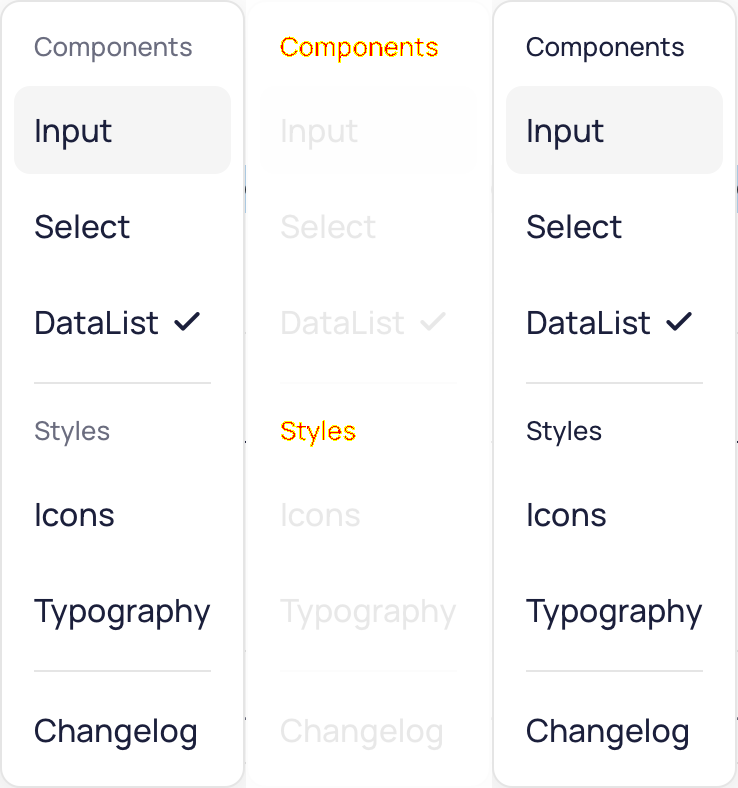 Components
Input
Select
DataList
Styles
Icons
Typography
Changelog
Components
Input
Select
DataList
Styles
Icons
Typography
Changelog
Components
Input
Select
DataList
Styles
Icons
Typography
Changelog